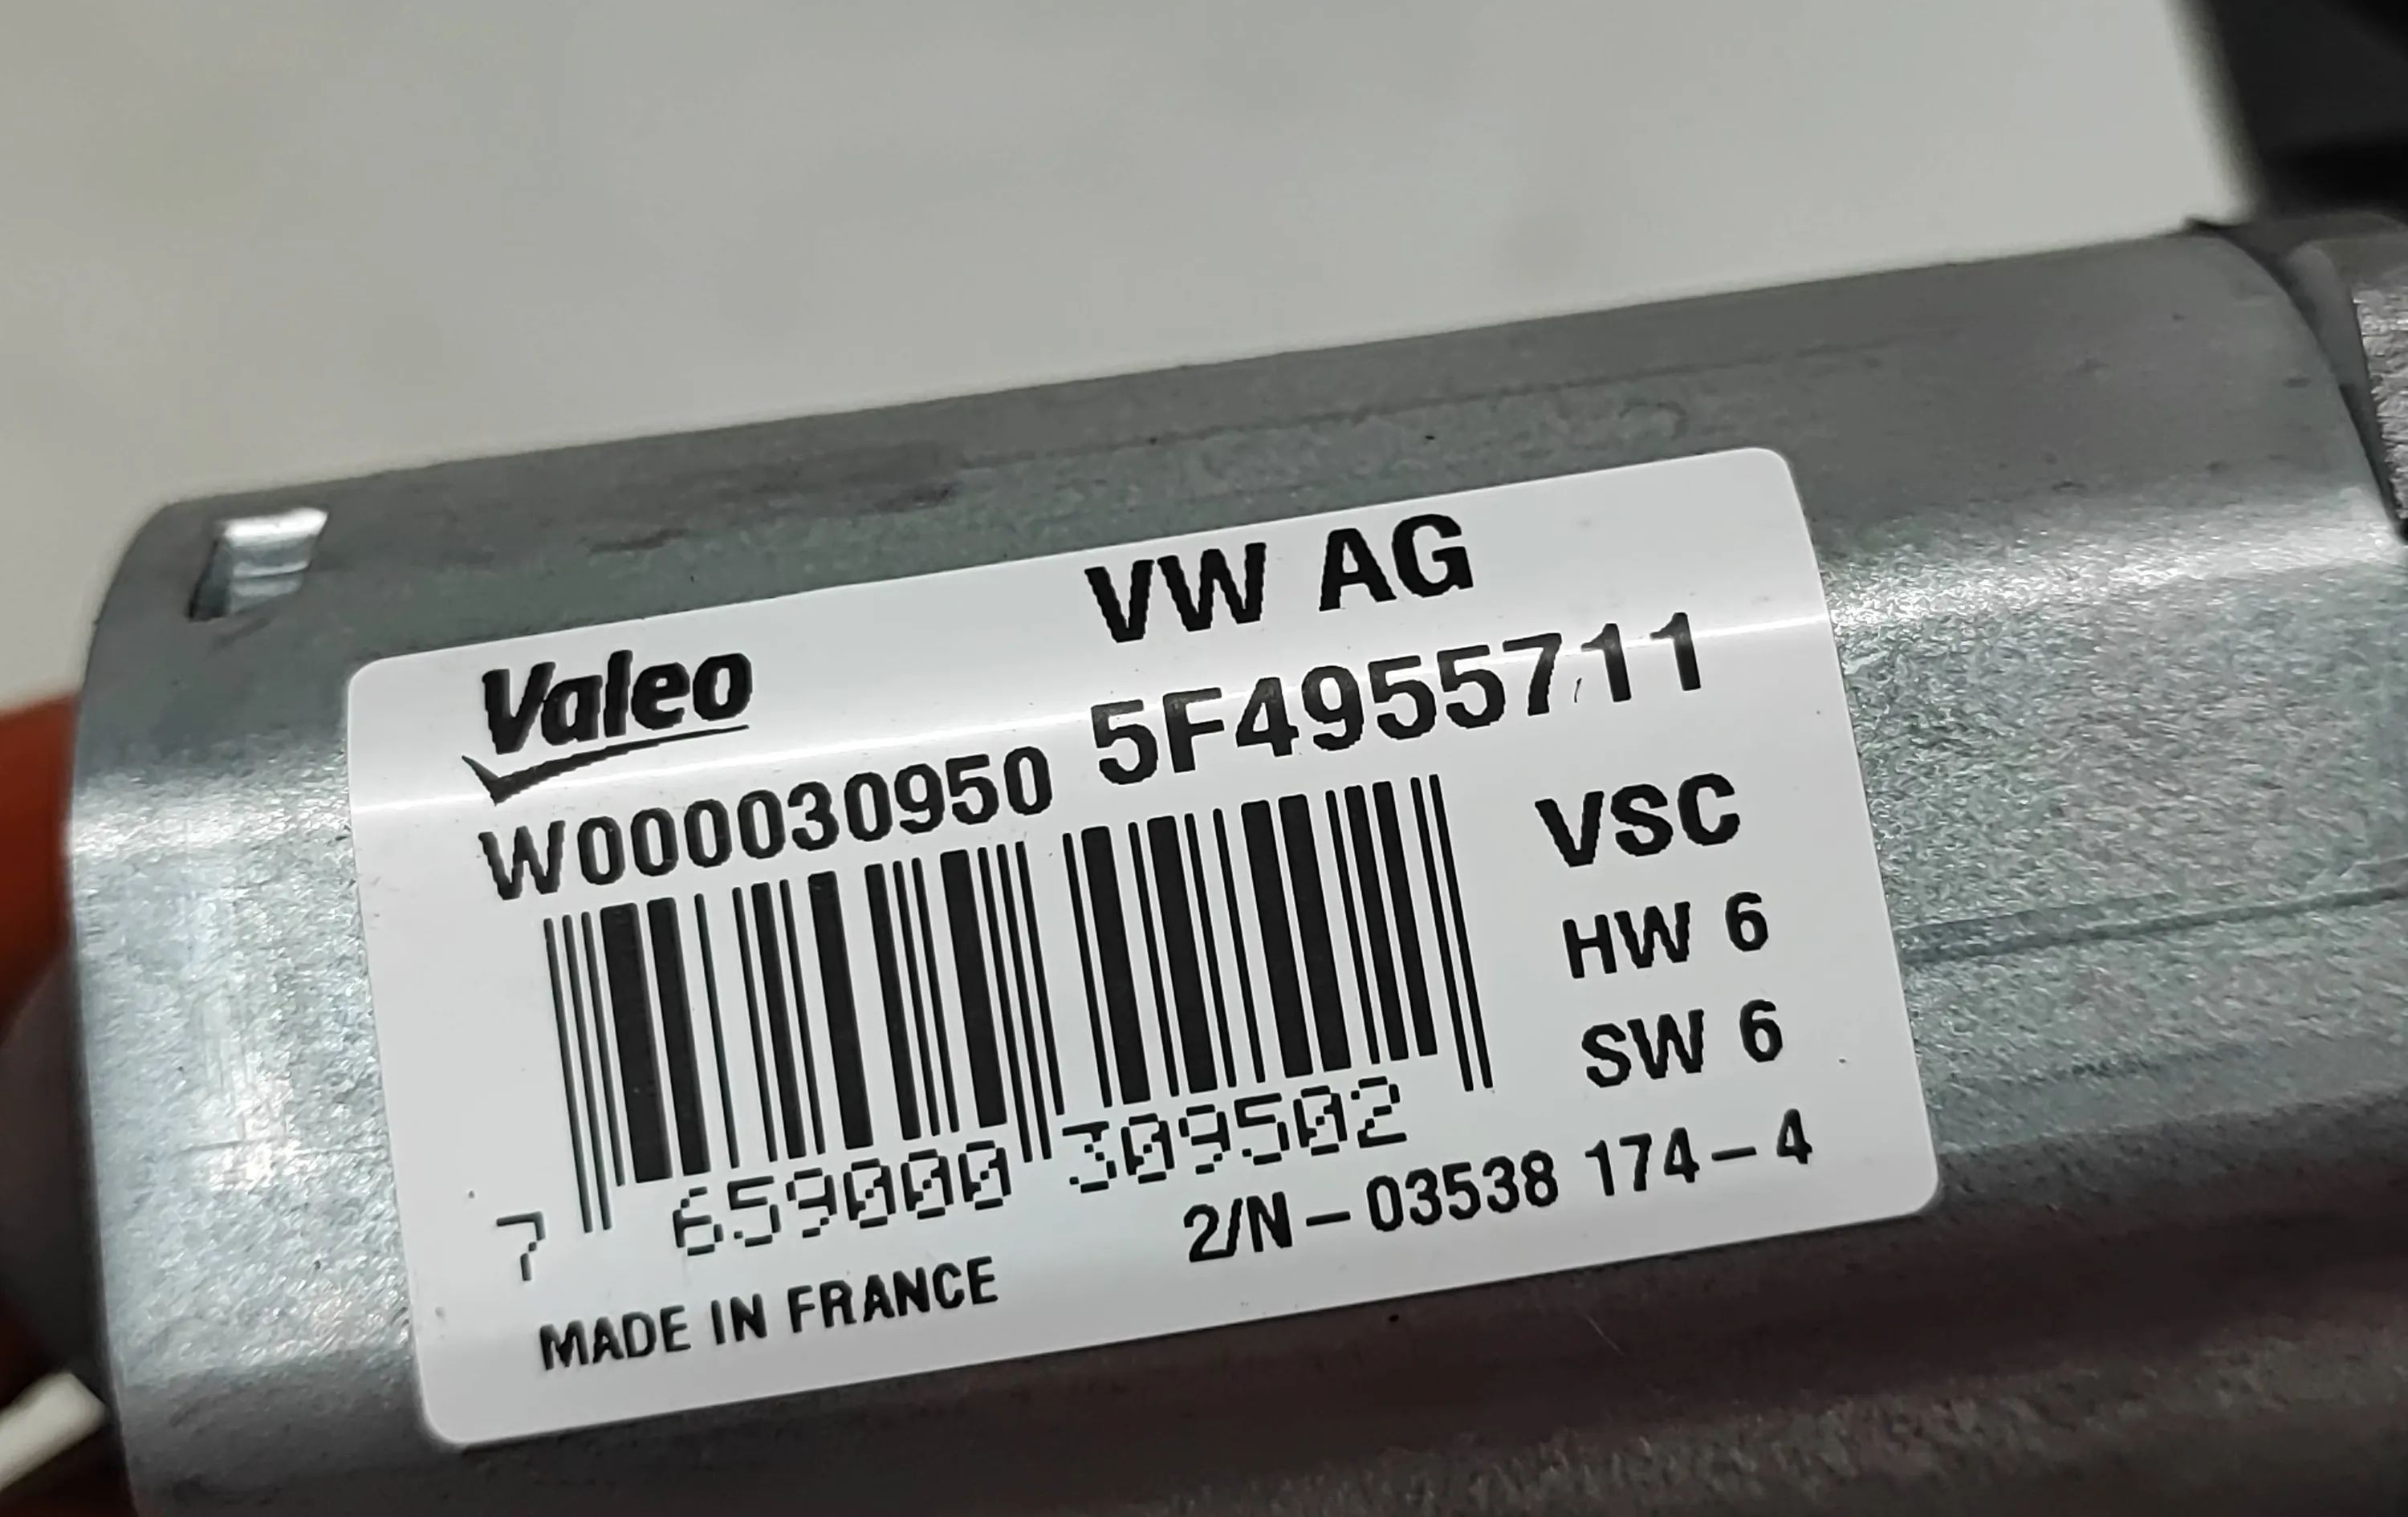 VW AG
Valeo
W000030950 5F4955711
VSC
HW 6
SW 6
7 659000 309502
2/N-03538 174-4
MADE IN FRANCE